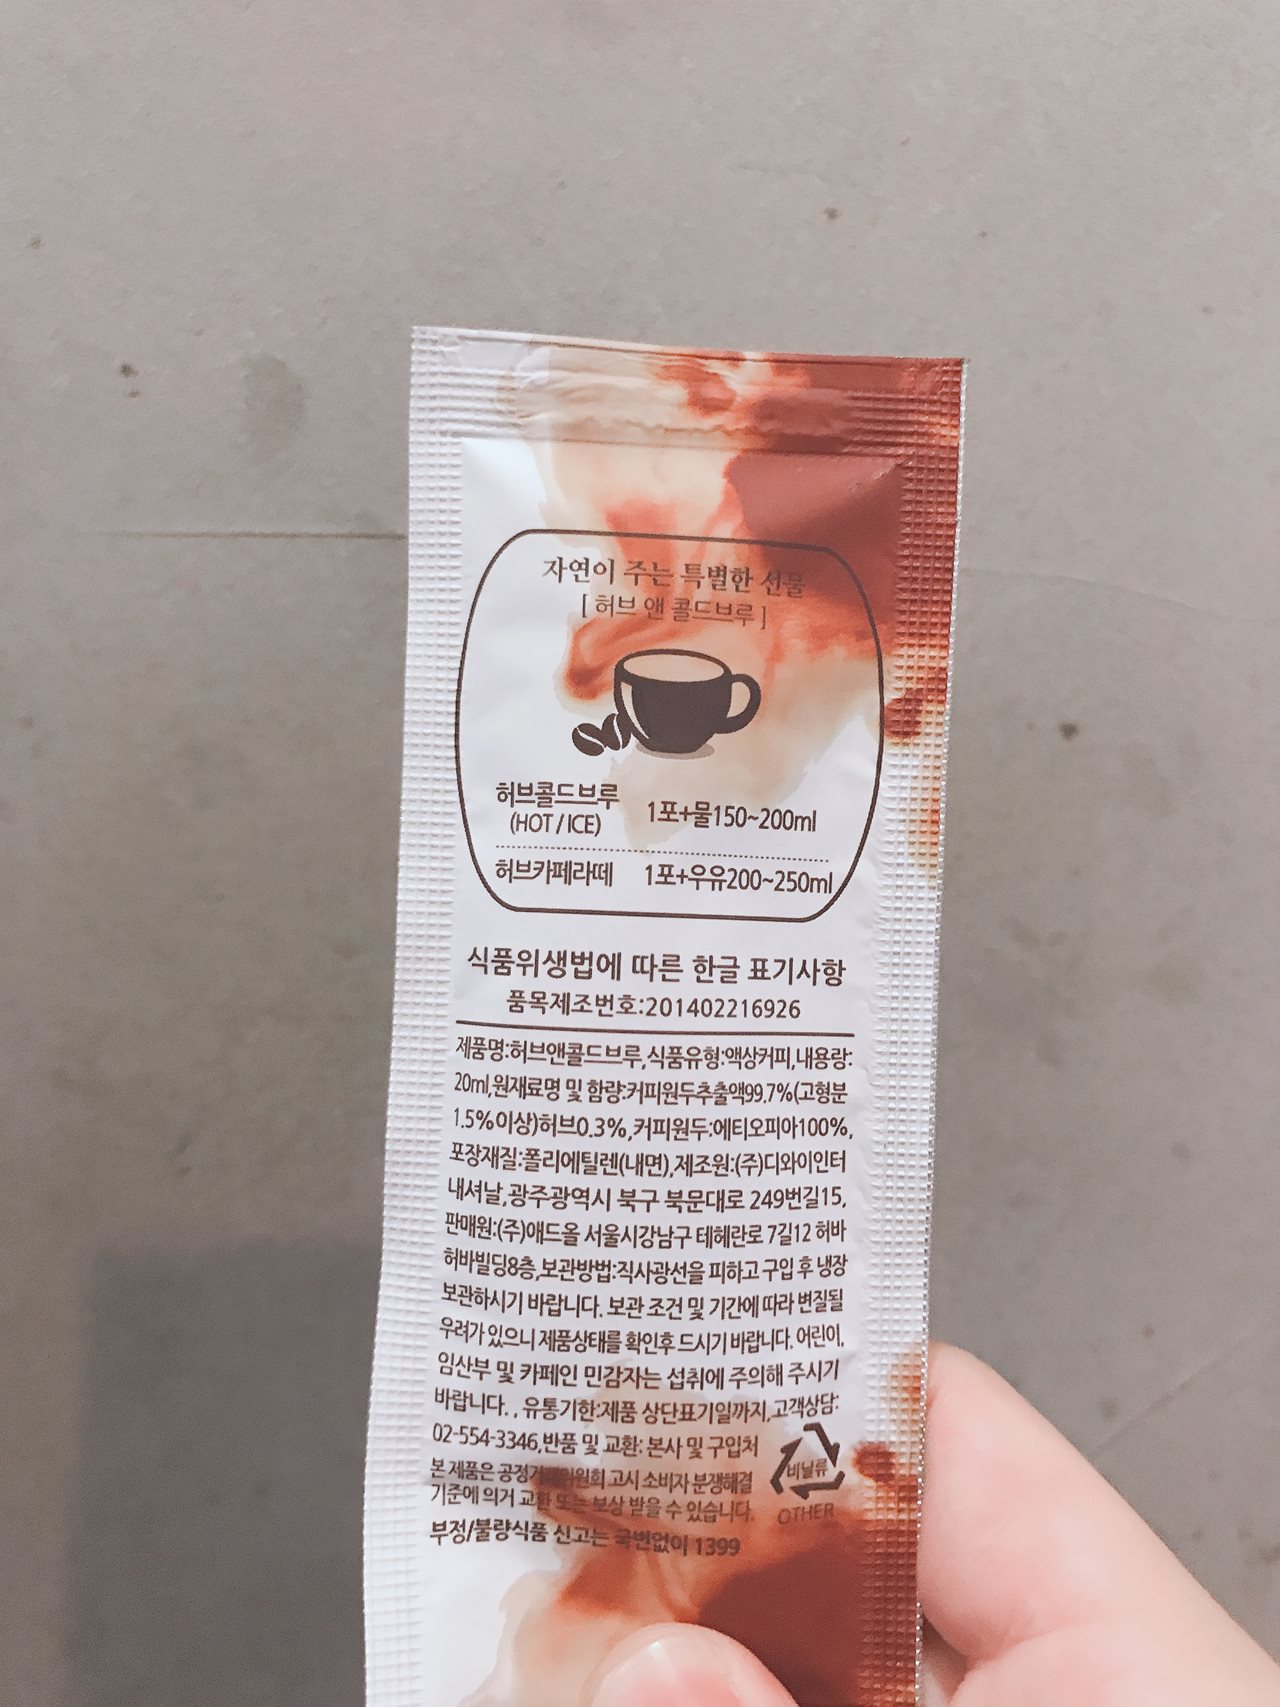 자연이 주는 특별한 선물
[ 허브 앤 콜드브루 ]
허브콜드브루
(HOT / ICE)
1포+물150~200ml
허브카페라떼 1포+우유200~250ml
식품위생법에 따른 한글 표기사항
품목제조번호:201402216926
제품명:허브앤콜드브루,식품유형:액상커피,내용량:
20ml,원재료명 및 함량:커피원두추출액99.7%(고형분
1.5%이상)허브0.3%,커피원두:에티오피아100%,
포장재질:폴리에틸렌(내면),제조원:(주)디와이인터
내셔날,광주광역시 북구 북문대로 249번길15,
판매원:(주)애드올 서울시강남구 테헤란로 7길12 허바
허바빌딩8층,보관방법:직사광선을 피하고 구입 후 냉장
보관하시기 바랍니다. 보관 조건 및 기간에 따라 변질될
우려가 있으니 제품상태를 확인후 드시기 바랍니다. 어린이,
임산부 및 카페인 민감자는 섭취에 주의해 주시기
바랍니다. , 유통기한:제품 상단표기일까지,고객상담:
02-554-3346,반품 및 교환: 본사 및 구입처
본 제품은 공정거래위원회 고시 소비자 분쟁해결
기준에 의거 교환 또는 보상 받을 수 있습니다.
부정/불량식품 신고는 국번없이 1399
비닐류
OTHER